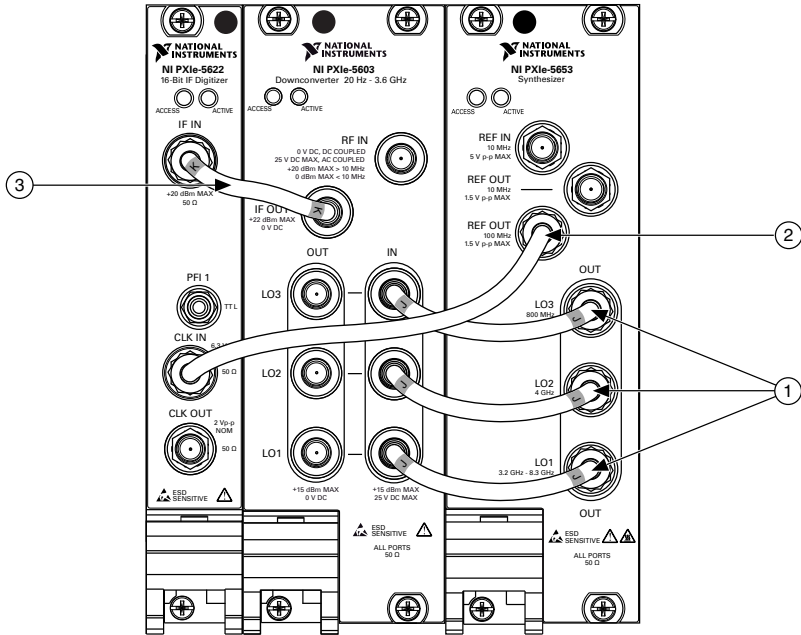 NATIONAL
INSTRUMENTS
NI PXIe-5622
16-Bit IF Digitizer
ACCESS
ACTIVE
IF IN
K
+20 dBm MAX
50 Ω
PFI 1
TTL
CLK IN
50 Ω
CLK OUT
2 Vp-p
NOM
50 Ω
ESD
SENSITIVE
NATIONAL
INSTRUMENTS
NI PXIe-5603
Downconverter 20 Hz - 3.6 GHz
ACCESS
ACTIVE
RF IN
0 V DC, DC COUPLED
25 V DC MAX, AC COUPLED
+20 dBm MAX > 10 MHz
0 dBm MAX < 10 MHz
K
IF OUT
+22 dBm MAX
0 V DC
OUT
IN
LO3
J
LO2
J
LO1
J
+15 dBm MAX
0 V DC
+15 dBm MAX
25 V DC MAX
ESD
SENSITIVE
ALL PORTS
50 Ω
NATIONAL
INSTRUMENTS
NI PXIe-5653
Synthesizer
ACCESS
ACTIVE
REF IN
10 MHz
5 V p-p MAX
REF OUT
10 MHz
1.5 V p-p MAX
REF OUT
100 MHz
1.5 V p-p MAX
OUT
LO3
800 MHz
J
LO2
4 GHz
J
LO1
3.2 GHz - 8.3 GHz
J
OUT
ESD
SENSITIVE
ALL PORTS
50 Ω
3
2
1